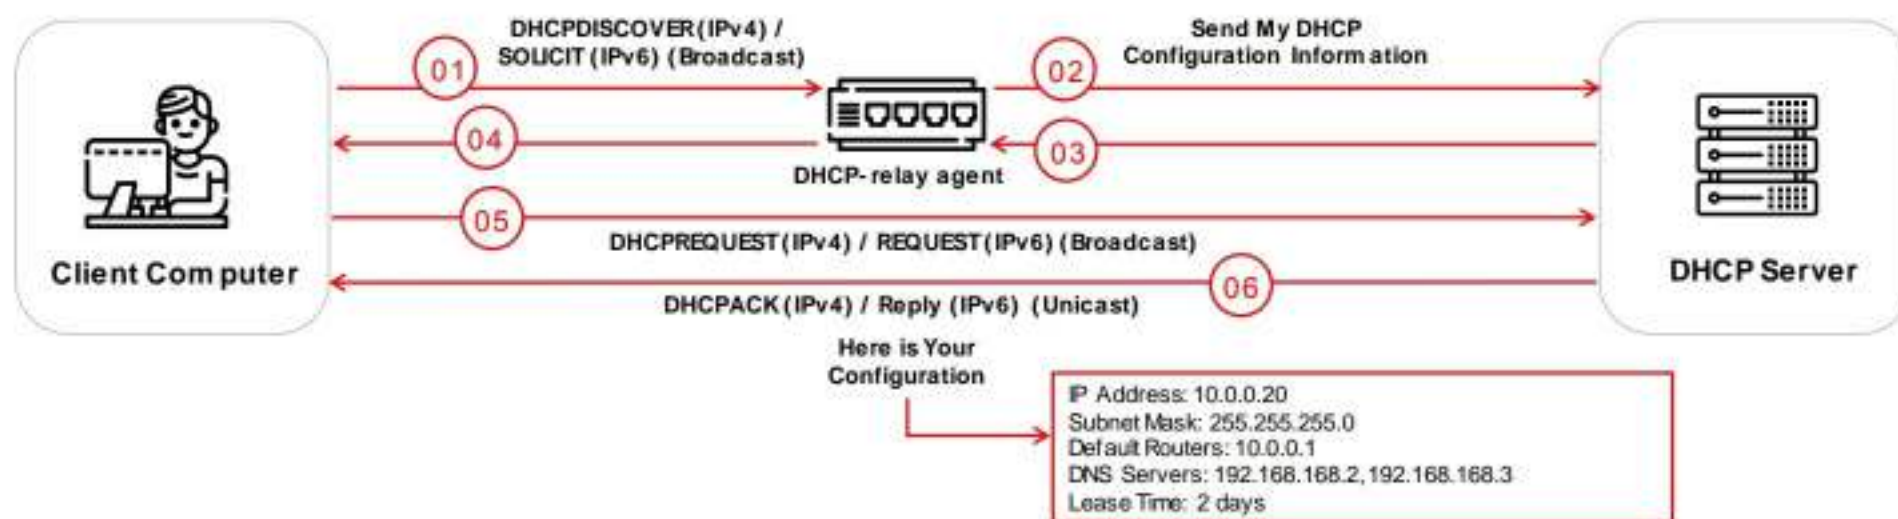 DHCPDISCOVER (IPv4) /
SOLICIT (IPv6) (Broadcast)
01
Send My DHCP
Configuration Information
02
04
03
DHCP-relay agent
05
DHCPREQUEST (IPv4) / REQUEST (IPv6) (Broadcast)
Client Computer
DHCP Server
06
DHCPACK (IPv4) / Reply (IPv6) (Unicast)
Here is Your
Configuration
IP Address: 10.0.0.20
Subnet Mask: 255.255.255.0
Default Routers: 10.0.0.1
DNS Servers: 192.168.168.2, 192.168.168.3
Lease Time: 2 days